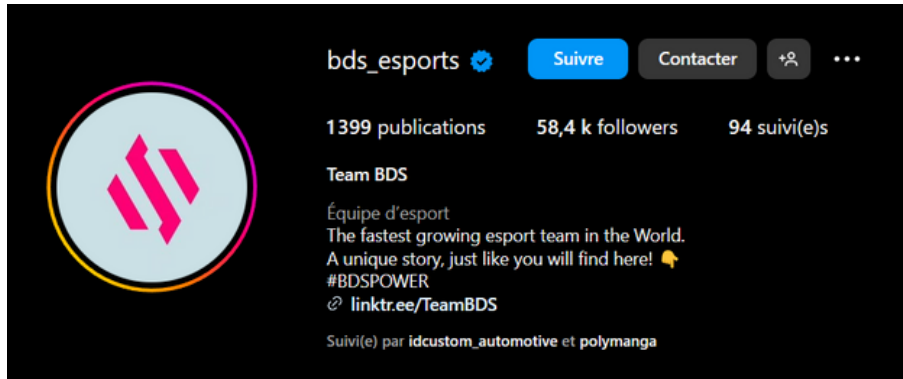 bds_esports Suivre Contacter
1399 publications 58,4 k followers 94 suivi(e)s
Team BDS
Équipe d'esport
The fastest growing esport team in the World.
A unique story, just like you will find here! 👇
#BDSPOWER
linktr.ee/TeamBDS
Suivi(e) par idcustom_automotive et polymanga